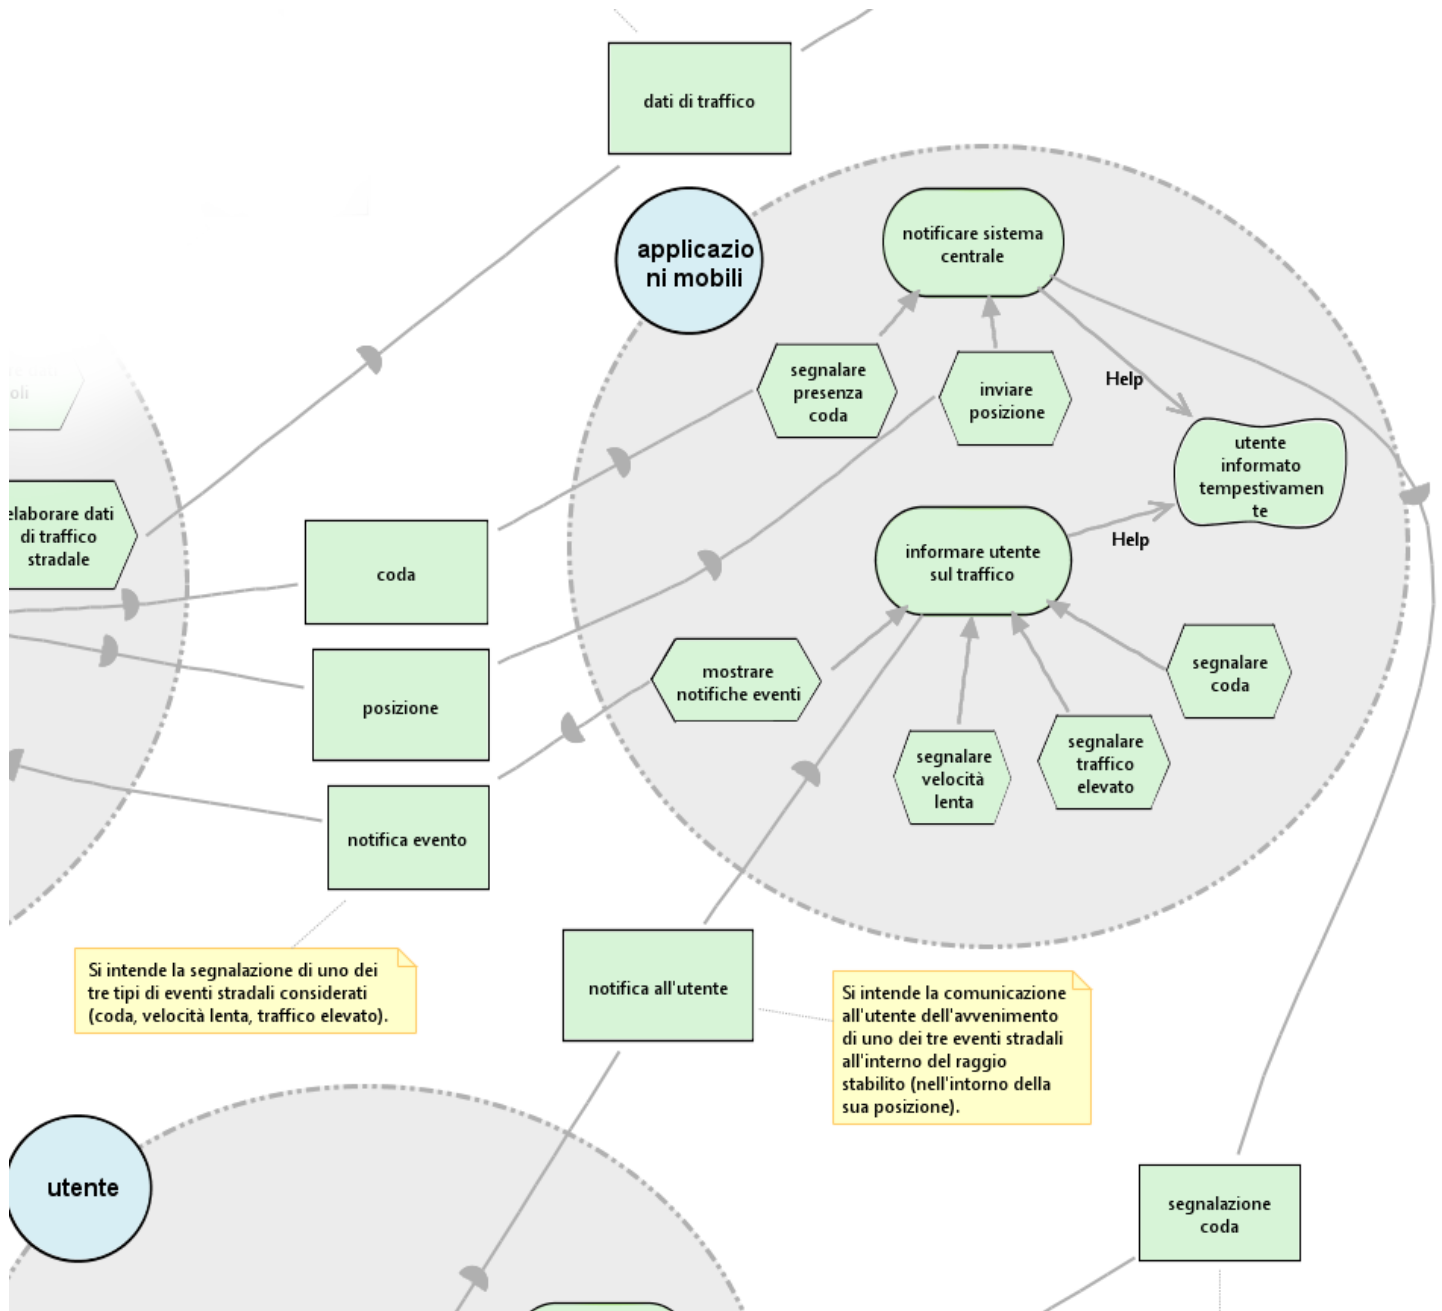 dati di traffico
applicazio
ni mobili
notificare sistema
centrale
segnalare
presenza
coda
inviare
posizione
Help
utente
informato
tempestivamen
te
oli
elaborare dati
di traffico
stradale
coda
informare utente
sul traffico
Help
posizione
mostrare
notifiche eventi
segnalare
coda
segnalare
velocità
lenta
segnalare
traffico
elevato
notifica evento
Si intende la segnalazione di uno dei
tre tipi di eventi stradali considerati
(coda, velocità lenta, traffico elevato).
notifica all'utente
Si intende la comunicazione
all'utente dell'avvenimento
di uno dei tre eventi stradali
all'interno del raggio
stabilito (nell'intorno della
sua posizione).
utente
segnalazione
coda